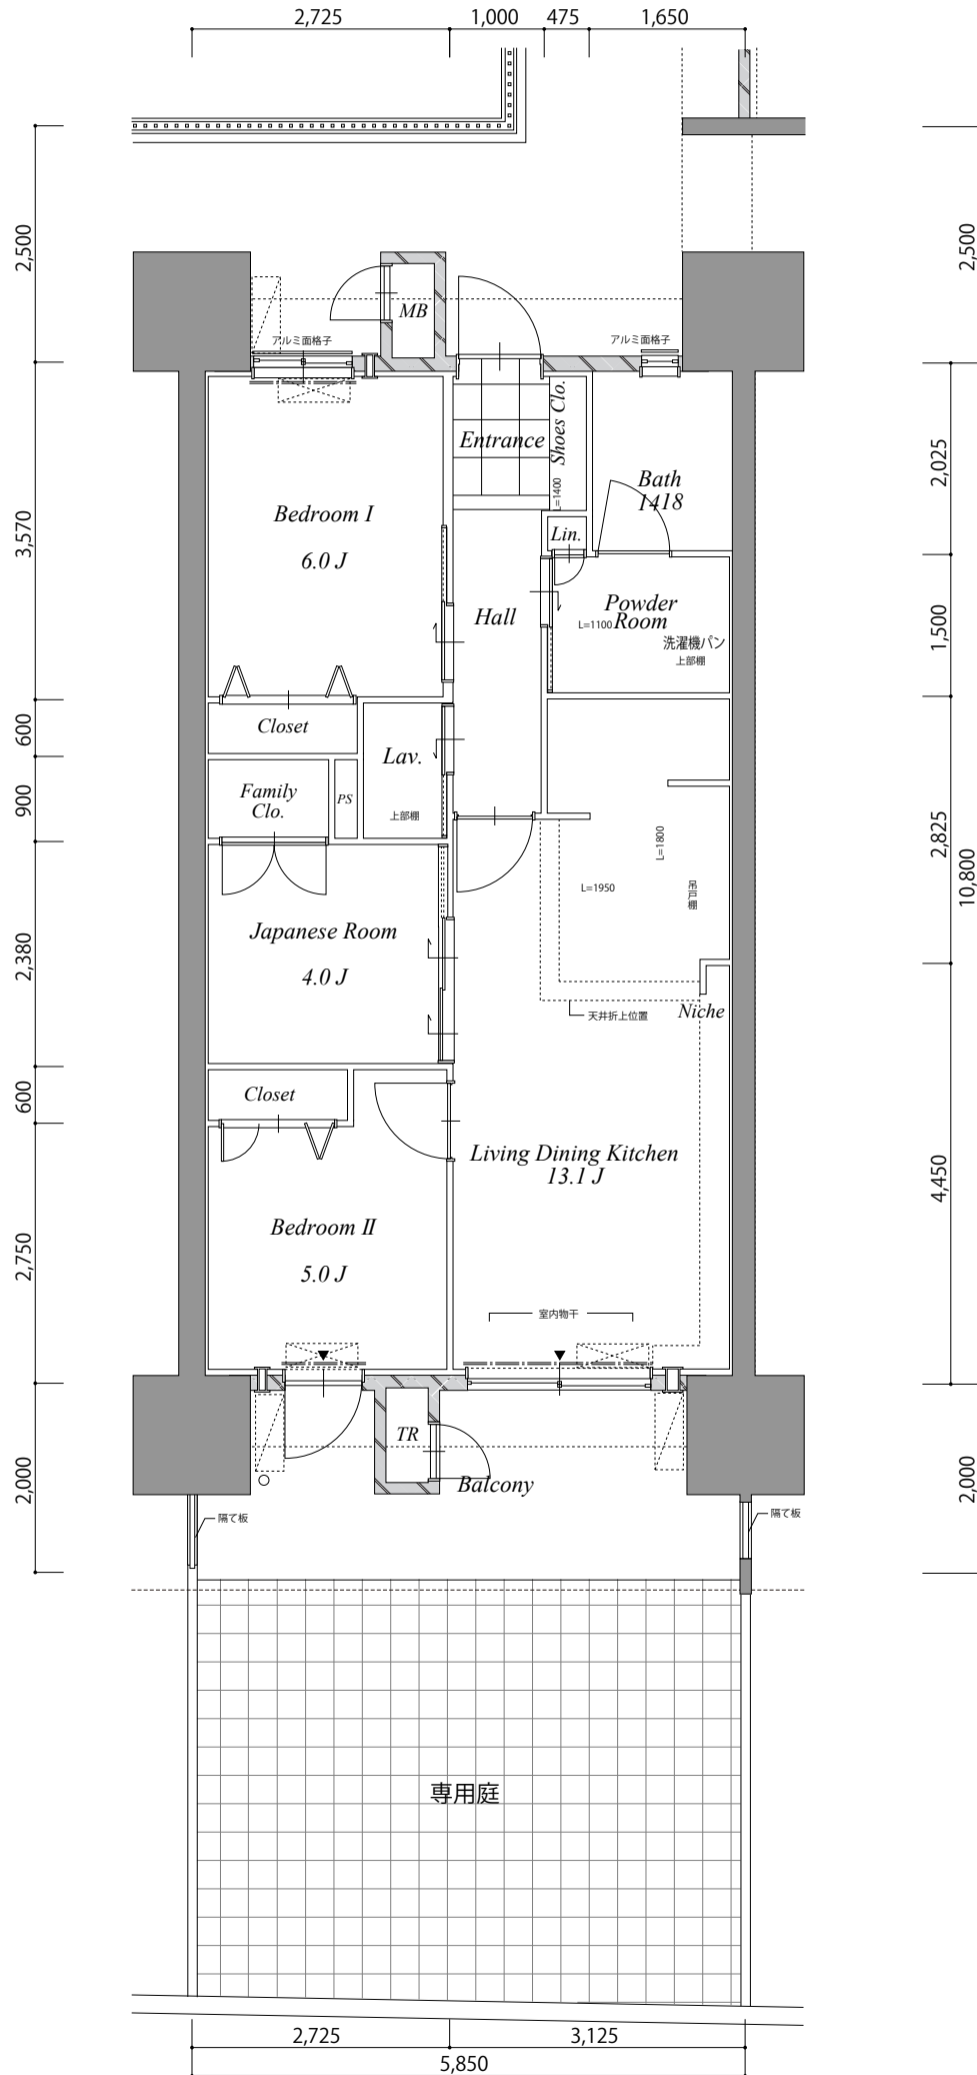 2,725
1,000
475
1,650
2,500
2,500
MB
アルミ面格子
アルミ面格子
Entrance
Shoes Clo.
L=1400
Bath
1418
2,025
3,570
Bedroom I
6.0 J
Lin.
Hall
Powder
Room
L=1100
洗濯機パン
上部棚
1,500
600
Closet
Lav.
上部棚
900
Family
Clo.
PS
L=1800
L=1950
吊戸棚
2,825
10,800
2,380
Japanese Room
4.0 J
天井折上位置
Niche
600
Closet
Living Dining Kitchen
13.1 J
4,450
2,750
Bedroom II
5.0 J
室内物干
TR
Balcony
2,000
2,000
隔て板
隔て板
専用庭
2,725
3,125
5,850